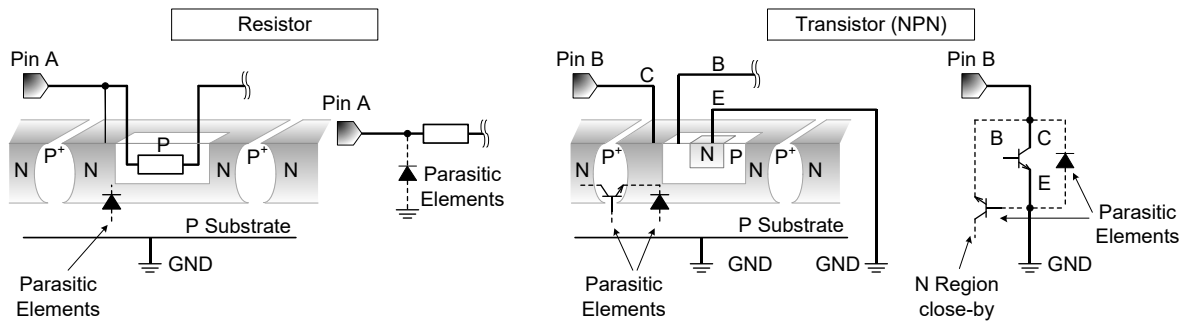 Resistor
Transistor (NPN)
Pin A
Pin B
C
B
E
Pin B
Pin A
N
P+
N
P
N
P+
N
N
P+
N
N
P
P+
N
B
C
E
Parasitic
Elements
P Substrate
P Substrate
Parasitic
Elements
GND
GND
GND
GND
Parasitic
Elements
Parasitic
Elements
N Region
close-by